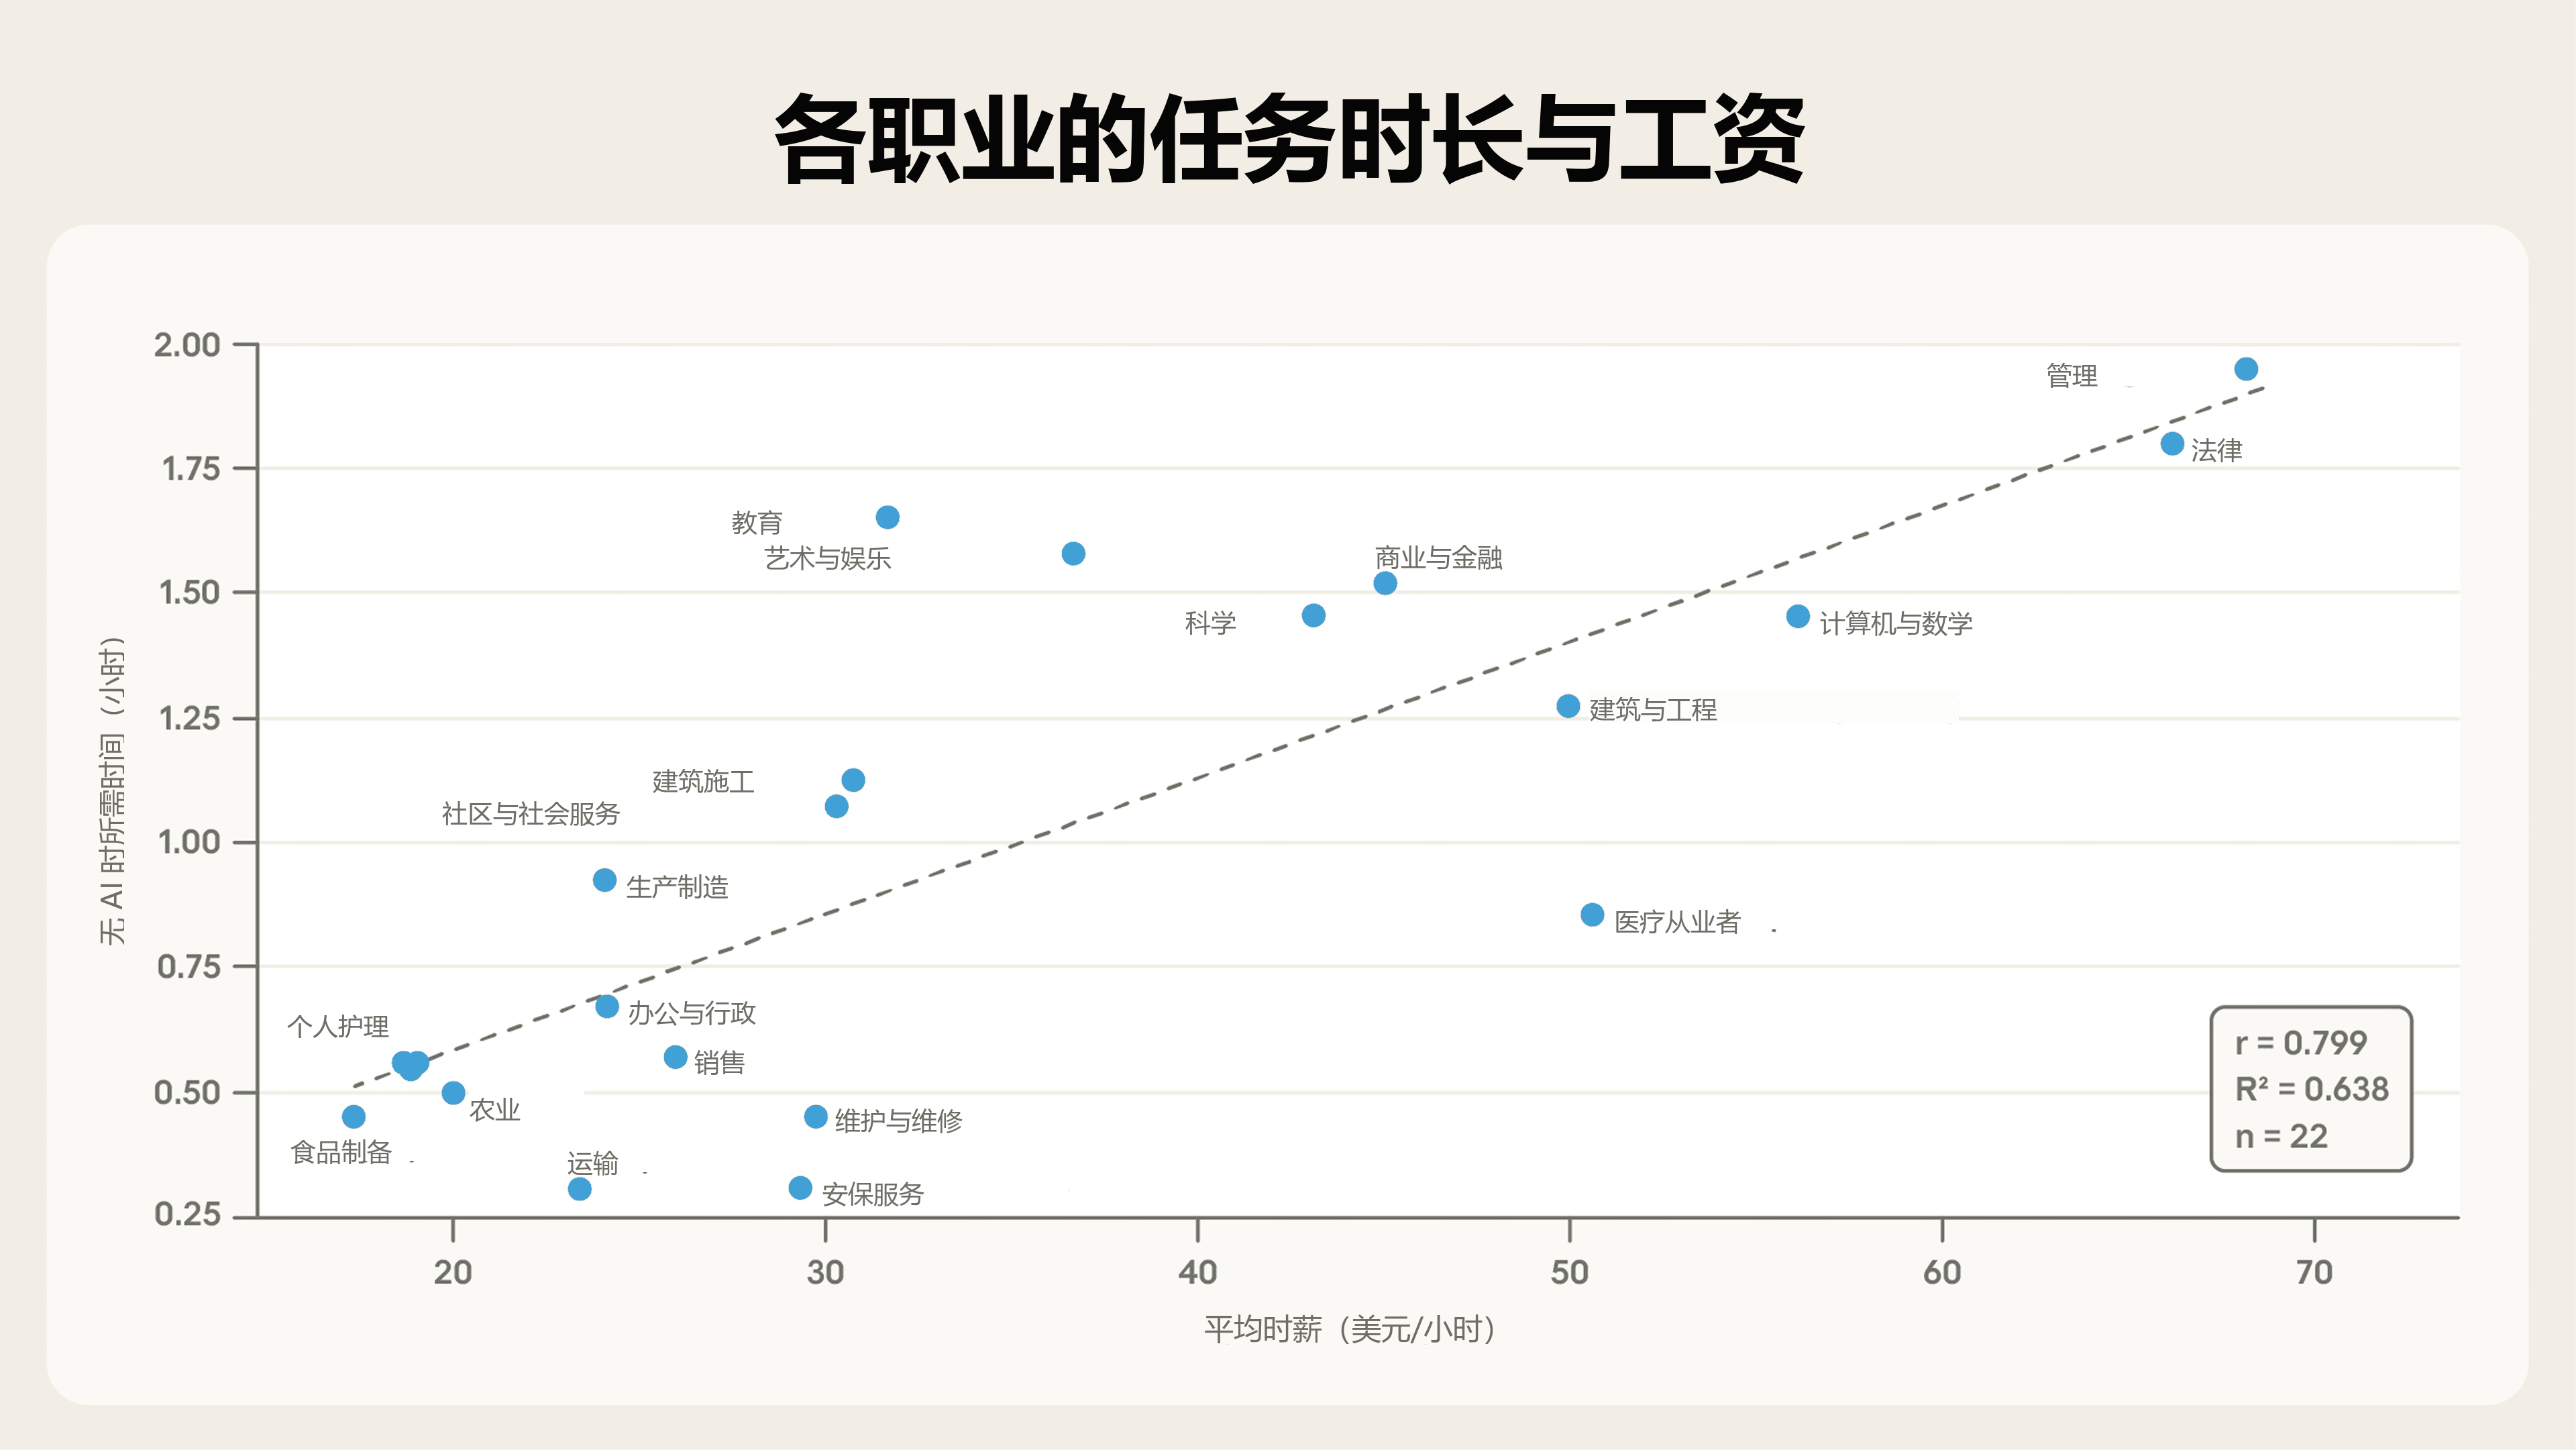 各职业的任务时长与工资
2.00
1.75
1.50
1.25
1.00
0.75
0.50
0.25
无 AI 时所需时间（小时）
管理
法律
教育
艺术与娱乐
商业与金融
科学
计算机与数学
建筑与工程
建筑施工
社区与社会服务
生产制造
医疗从业者
办公与行政
个人护理
销售
农业
维护与维修
食品制备
运输
安保服务
r = 0.799
R² = 0.638
n = 22
20
30
40
50
60
70
平均时薪（美元/小时）